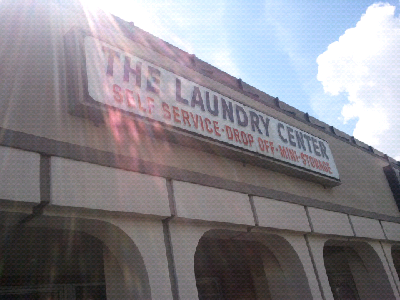 THE LAUNDRY CENTER
SELF SERVICE-DROP OFF-MINI-STORAGE